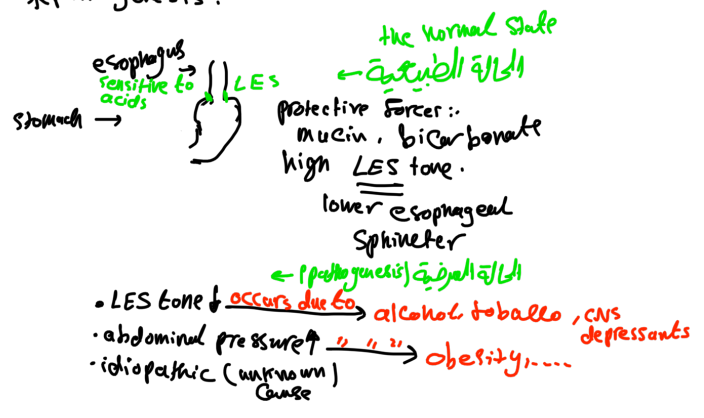 pathogenesis:
the normal state
الحالة الطبيعية ←
esophagus →
sensitive to
acids
LES
stomach →
protective forces:.
mucin, bicarbonate
high LES tone.
lower esophageal
sphincter
الحالة المرضية (pathogenesis) ←
• LES tone ↓ occurs due to → alcohol, toballo, CNS depressants
• abdominal pressure ↑ " " " → obesity,....
• idiopathic (unknown)
cause